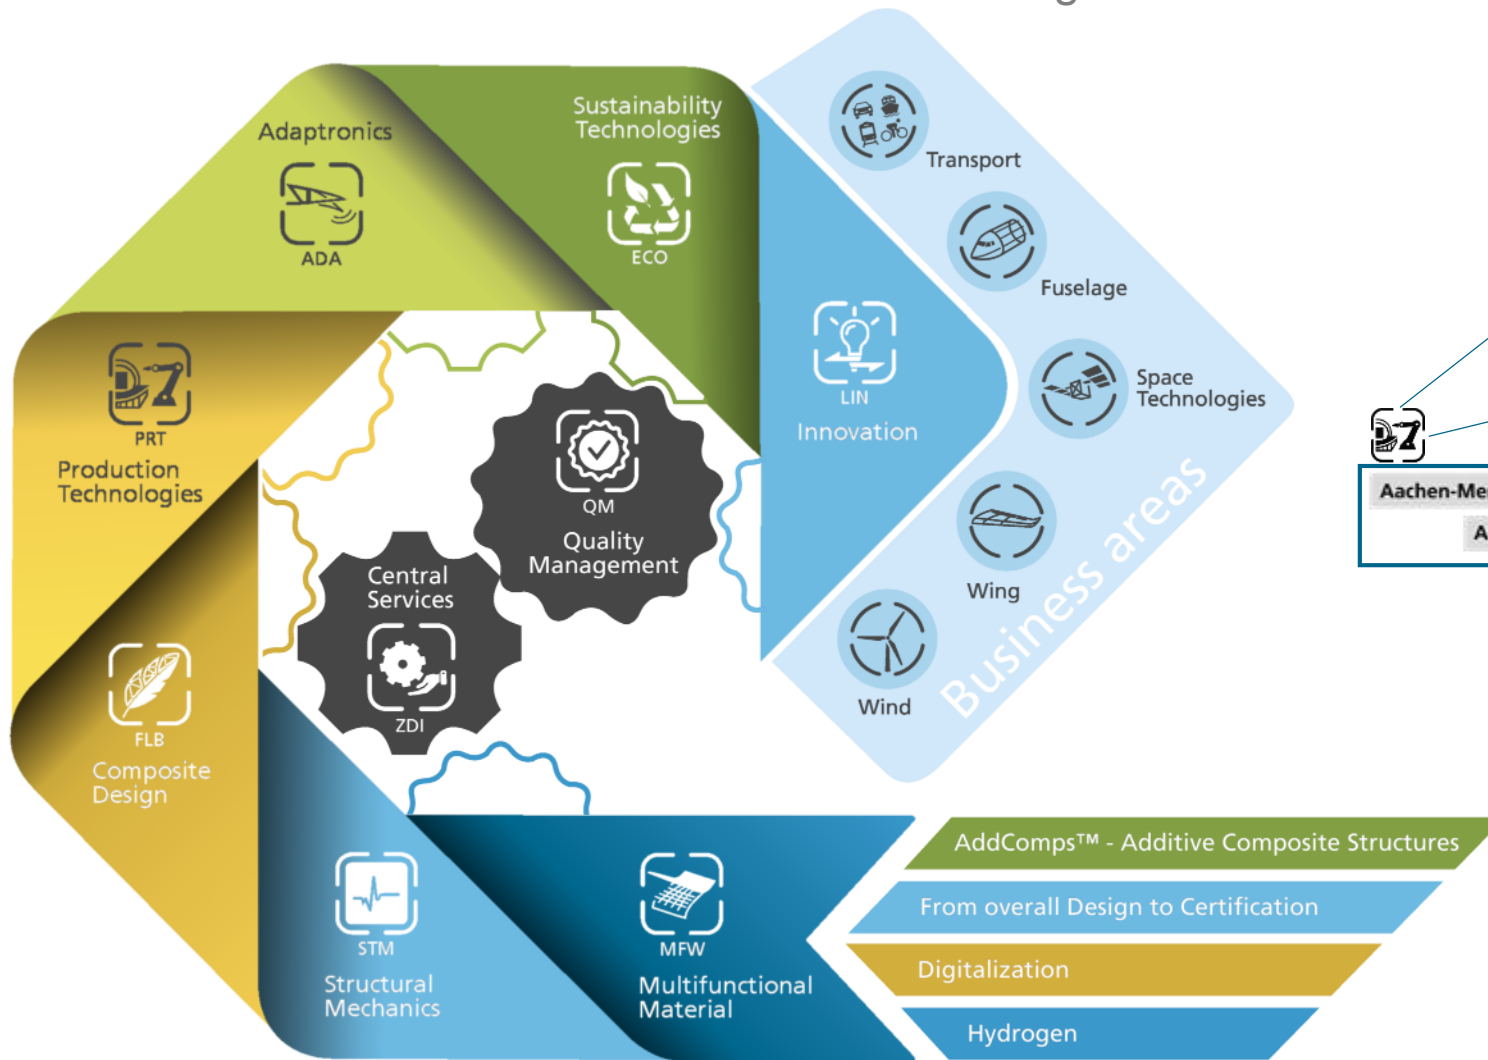 Adaptronics
ADA
Sustainability
Technologies
ECO
Transport
Fuselage
Space
Technologies
Wing
Wind
Business areas
LIN
Innovation
PRT
Production
Technologies
QM
Quality
Management
Central
Services
ZDI
FLB
Composite
Design
STM
Structural
Mechanics
MFW
Multifunctional
Material
AddComps™ - Additive Composite Structures
From overall Design to Certification
Digitalization
Hydrogen